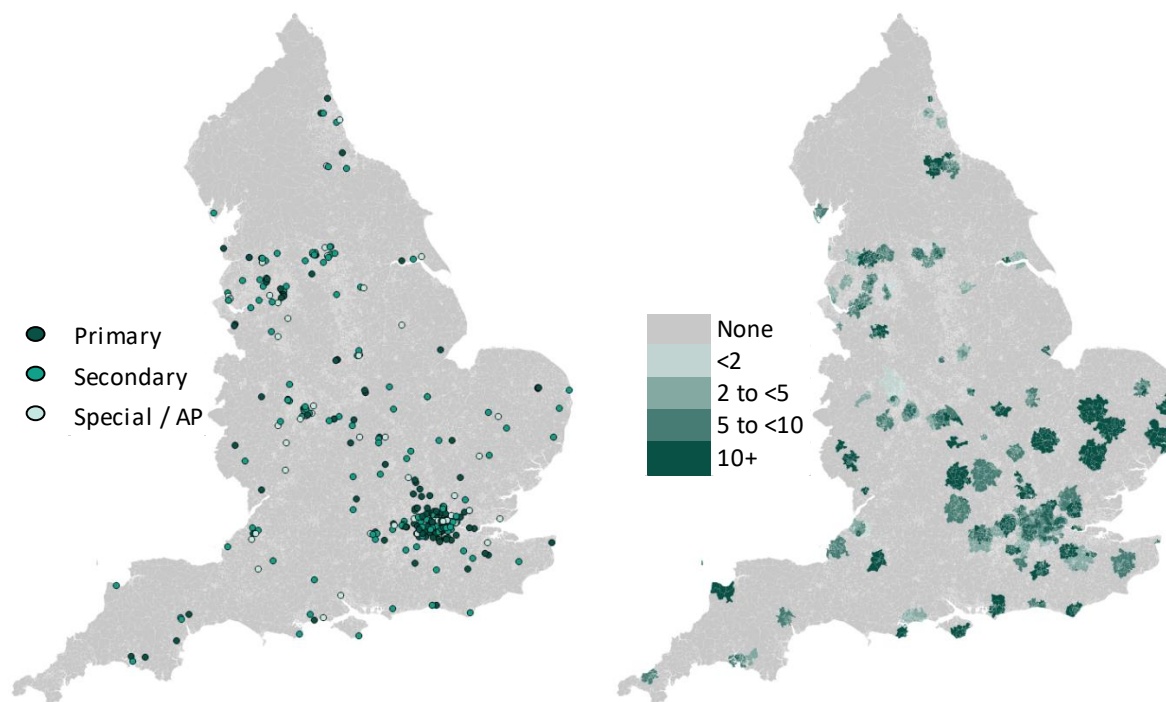 Primary
Secondary
Special / AP
None
<2
2 to <5
5 to <10
10+